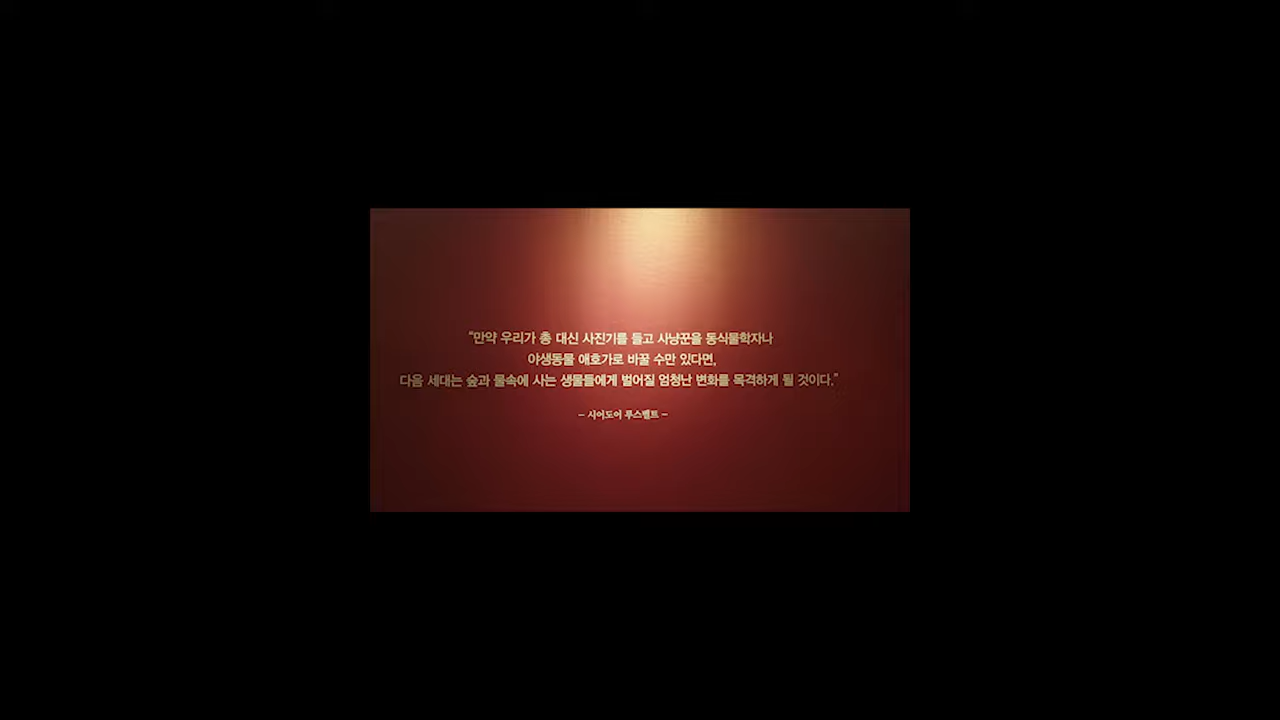 “만약 우리가 총 대신 사진기를 들고 사냥꾼을 동식물학자나
야생동물 애호가로 바꿀 수만 있다면,
다음 세대는 숲과 물속에 사는 생물들에게 벌어질 엄청난 변화를 목격하게 될 것이다.”
– 시어도어 루스벨트 –